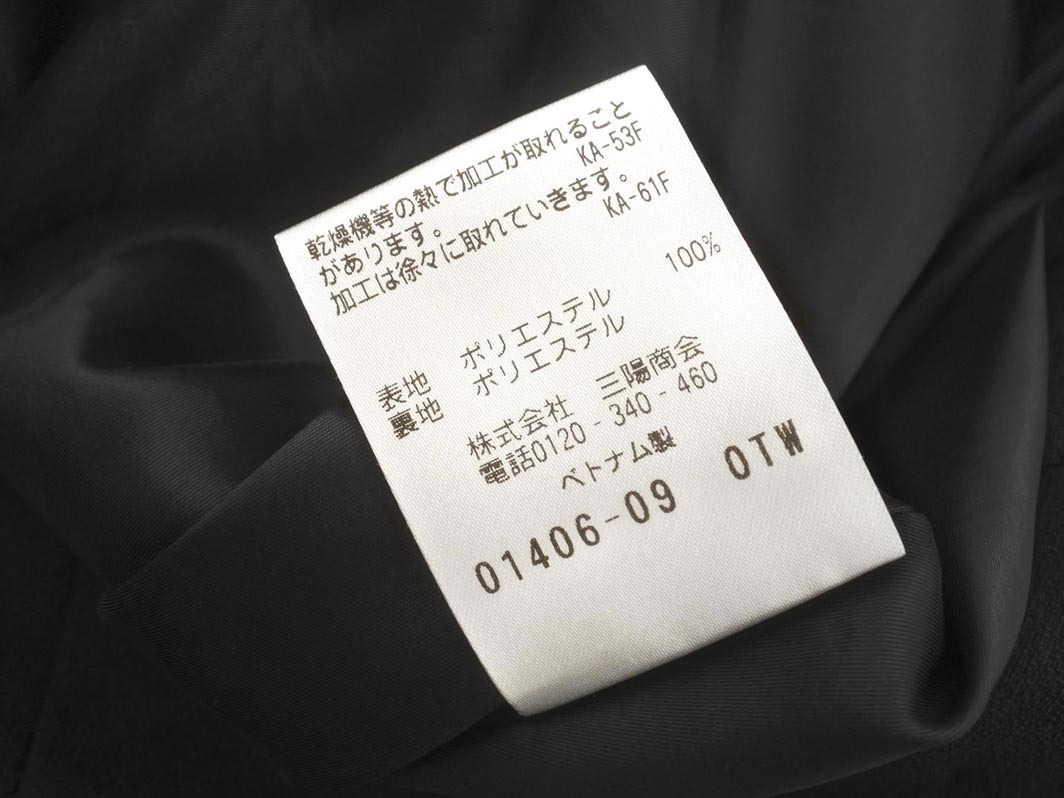 乾燥機等の熱で加工が取れること
があります。 KA-53F
加工は徐々に取れていきます。
KA-61F
表地 ポリエステル 100%
裏地 ポリエステル
株式会社 三陽商会
電話0120-340-460
ベトナム製
01406-09 OTW